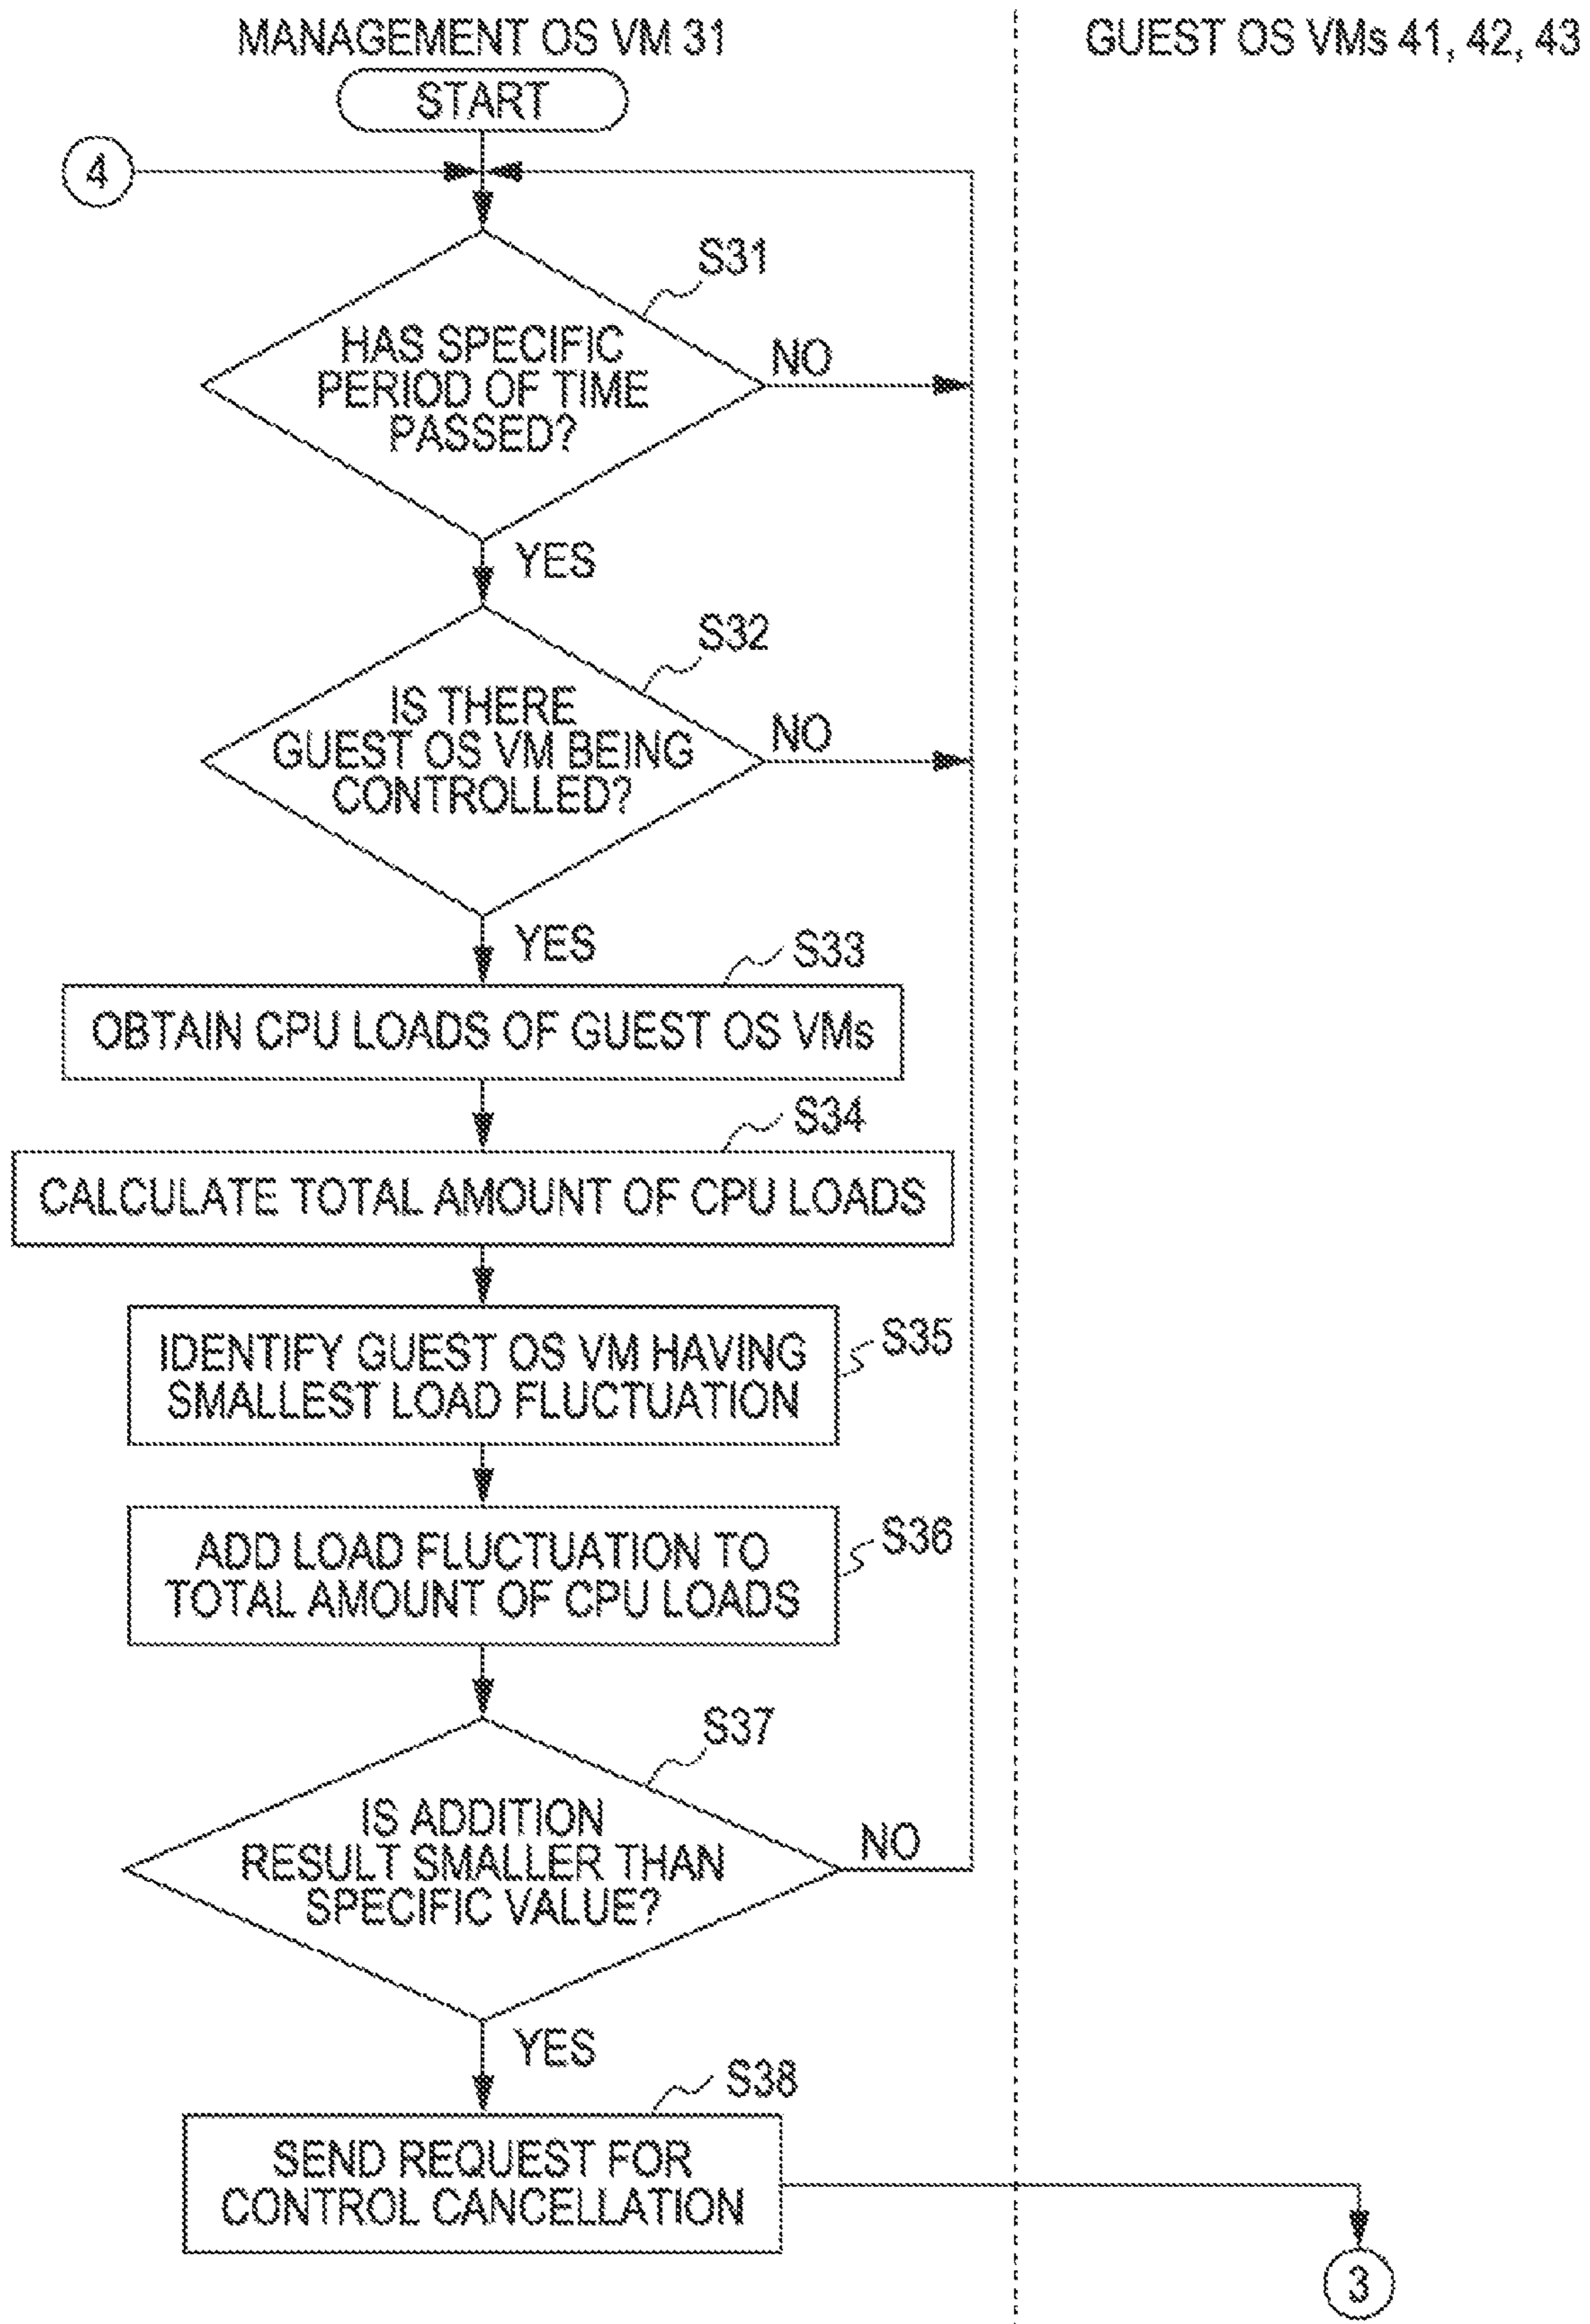 MANAGEMENT OS VM 31
GUEST OS VMs 41, 42, 43
START
4
S31
HAS SPECIFIC
PERIOD OF TIME
PASSED?
NO
YES
S32
IS THERE
GUEST OS VM BEING
CONTROLLED?
NO
YES
S33
OBTAIN CPU LOADS OF GUEST OS VMs
S34
CALCULATE TOTAL AMOUNT OF CPU LOADS
IDENTIFY GUEST OS VM HAVING
SMALLEST LOAD FLUCTUATION
S35
ADD LOAD FLUCTUATION TO
TOTAL AMOUNT OF CPU LOADS
S36
S37
IS ADDITION
RESULT SMALLER THAN
SPECIFIC VALUE?
NO
YES
S38
SEND REQUEST FOR
CONTROL CANCELLATION
3